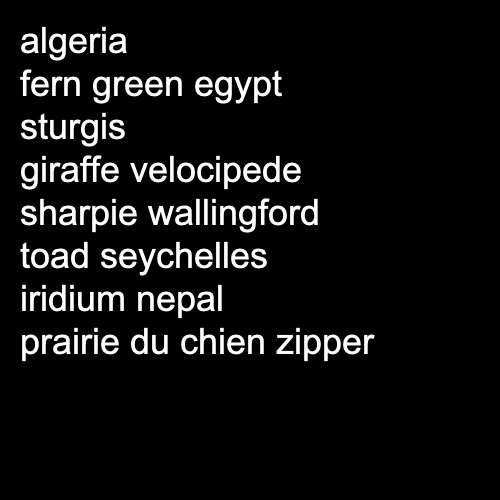 algeria
fern green egypt
sturgis
giraffe velocipede
sharpie wallingford
toad seychelles
iridium nepal
prairie du chien zipper